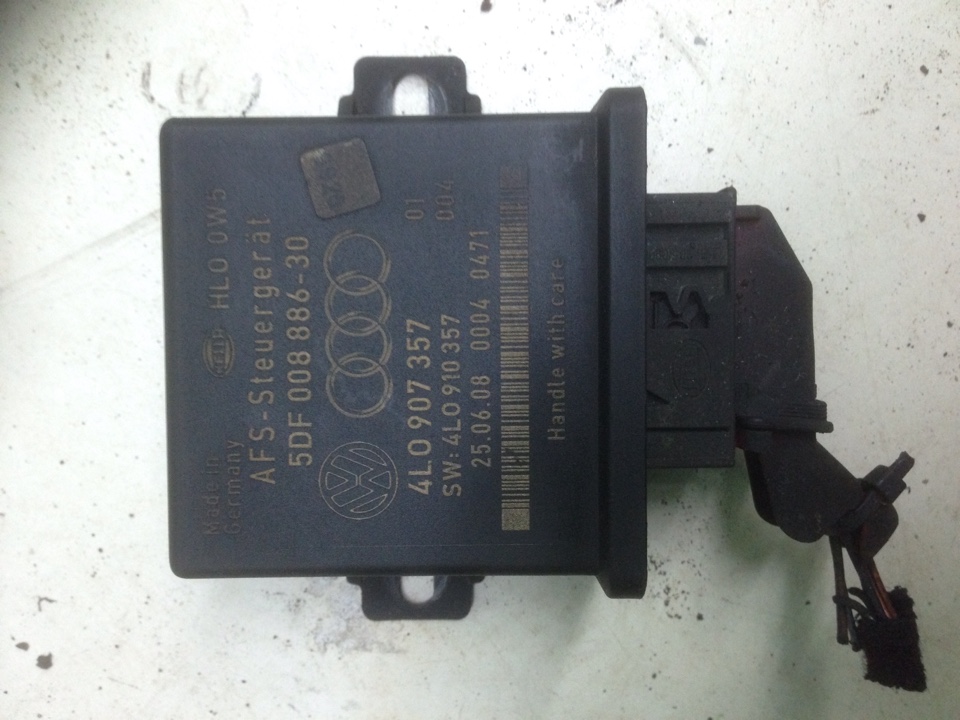 Made In
Germany
HELLA HLO 0W5
AFS-Steuergerät
5DF 008 886-30
4L0 907 357 01
SW: 4L0 910 357 004
25.06.08 0004 0471
Handle with care